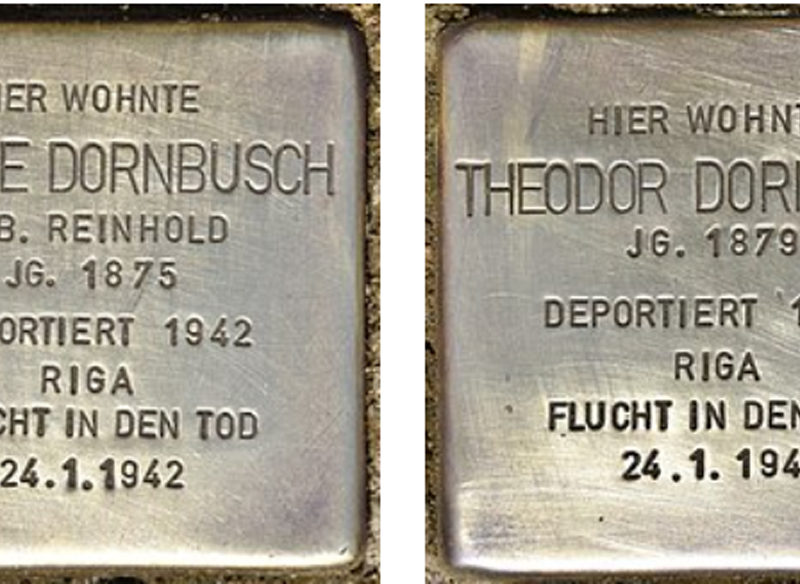 IER WOHNTE
E DORNBUSCH
B. REINHOLD
JG. 1875
ORTIERT 1942
RIGA
CHT IN DEN TOD
24.1.1942
HIER WOHNT
THEODOR DOR
JG. 1879
DEPORTIERT 1
RIGA
FLUCHT IN DEN
24.1.194